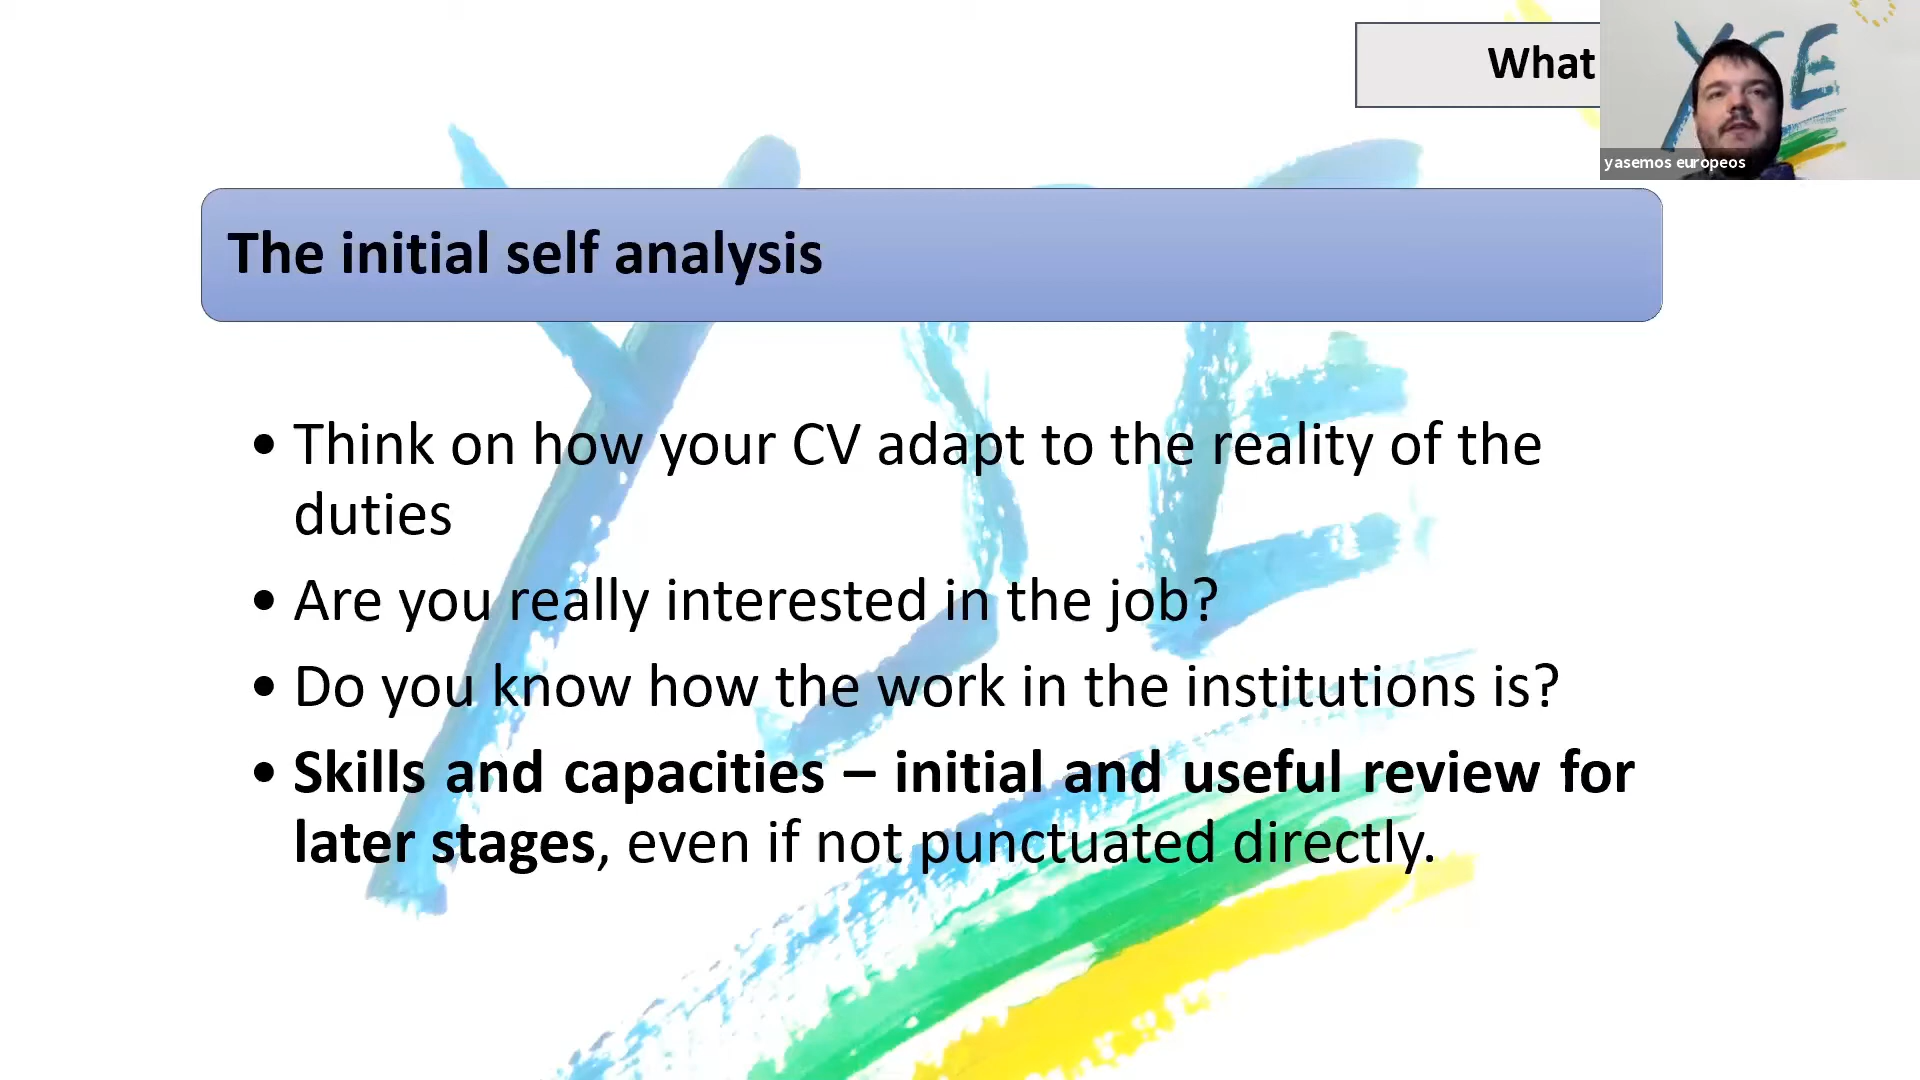 What
YSE
yasemos europeos
The initial self analysis
• Think on how your CV adapt to the reality of the
duties
• Are you really interested in the job?
• Do you know how the work in the institutions is?
• Skills and capacities – initial and useful review for
later stages, even if not punctuated directly.